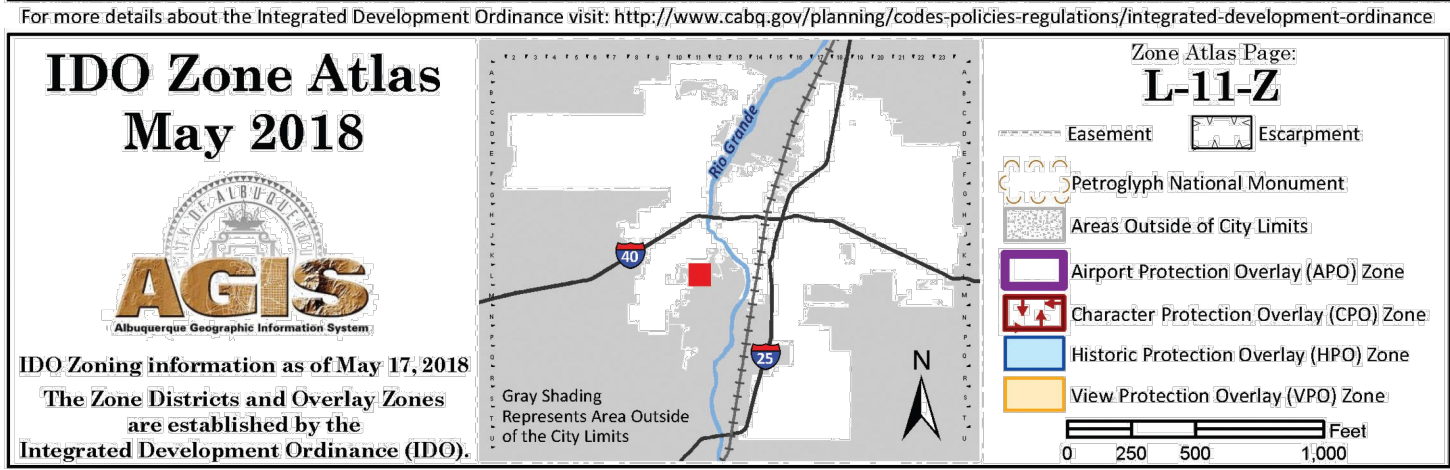 For more details about the Integrated Development Ordinance visit: http://www.cabq.gov/planning/codes-policies-regulations/integrated-development-ordinance
IDO Zone Atlas
May 2018
CITY OF ALBUQUERQUE
AGIS
Albuquerque Geographic Information System
IDO Zoning information as of May 17, 2018
The Zone Districts and Overlay Zones
are established by the
Integrated Development Ordinance (IDO).
Rio Grande
40
25
N
Gray Shading
Represents Area Outside
of the City Limits
Zone Atlas Page:
L-11-Z
Easement
Escarpment
Petroglyph National Monument
Areas Outside of City Limits
Airport Protection Overlay (APO) Zone
Character Protection Overlay (CPO) Zone
Historic Protection Overlay (HPO) Zone
View Protection Overlay (VPO) Zone
Feet
0 250 500 1,000